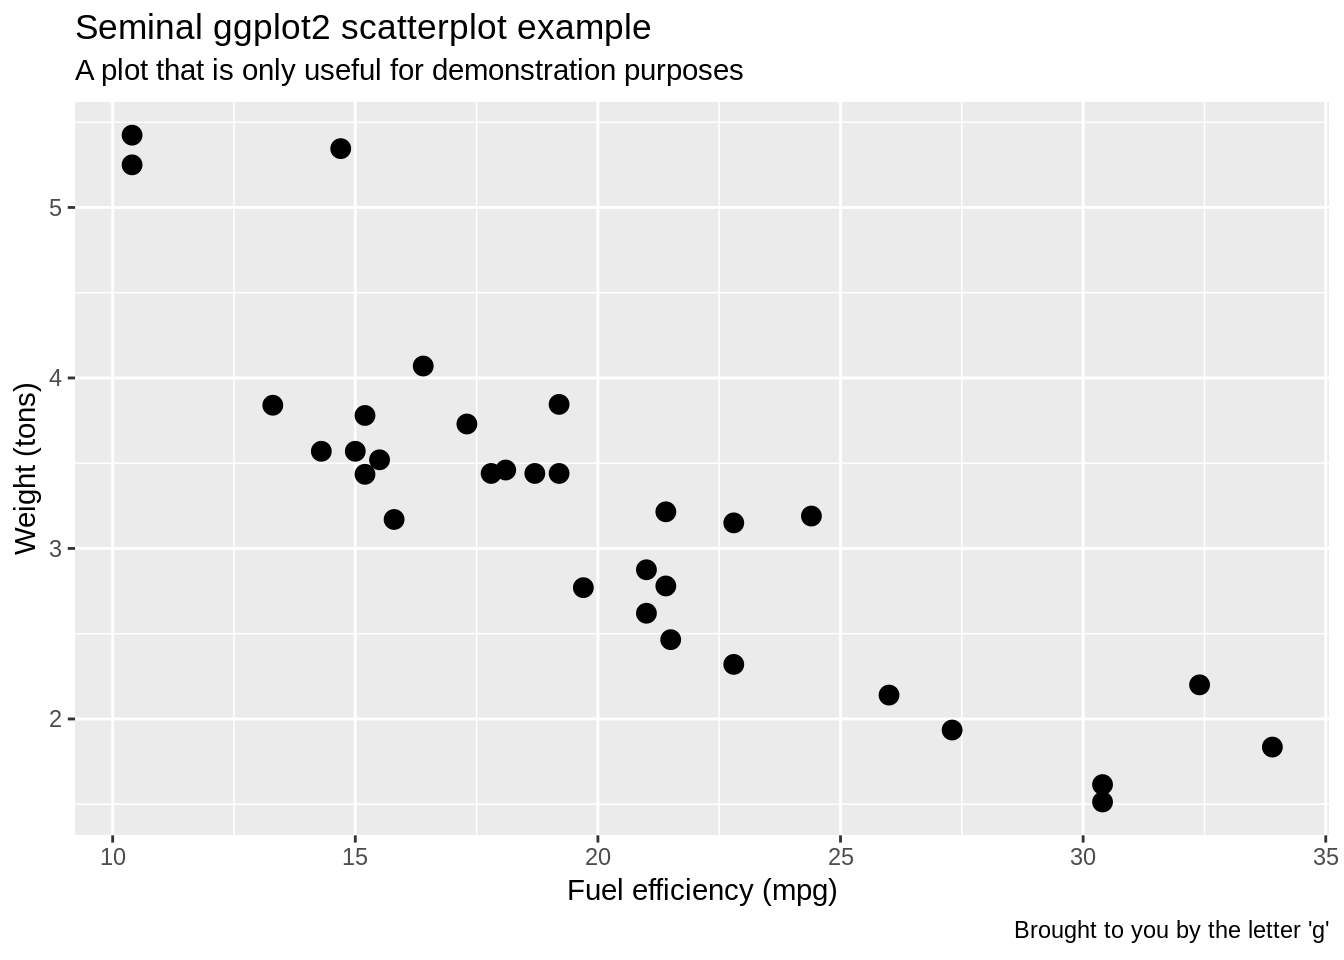 Seminal ggplot2 scatterplot example
A plot that is only useful for demonstration purposes
5
4
3
2
Weight (tons)
10 15 20 25 30 35
Fuel efficiency (mpg)
Brought to you by the letter 'g'